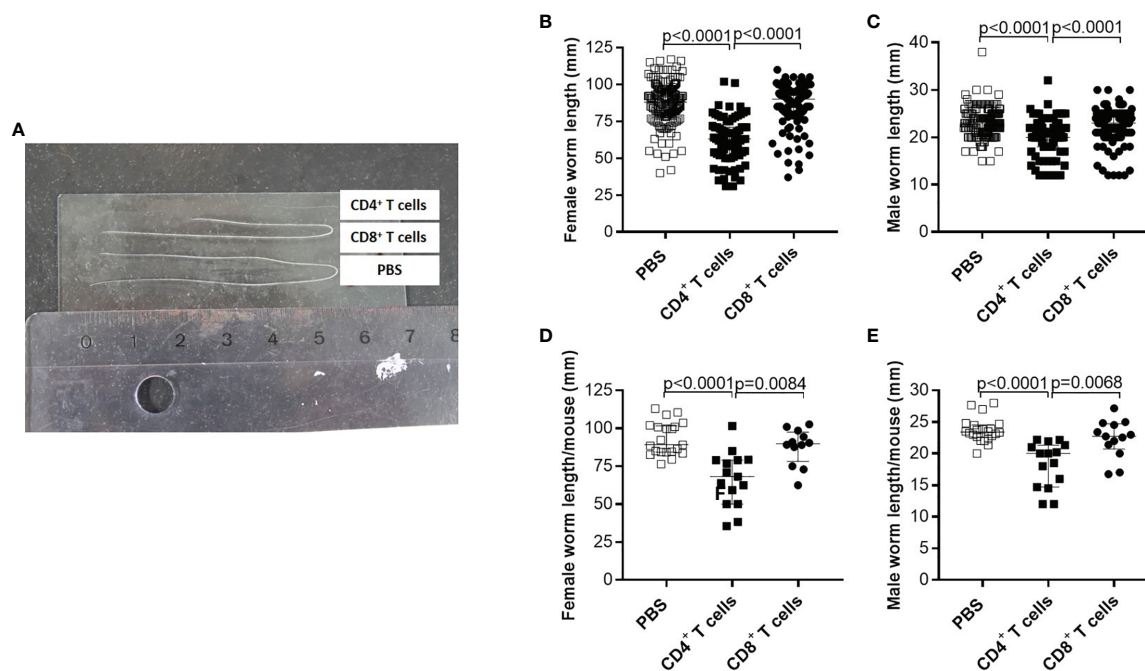 A
CD4⁺ T cells
CD8⁺ T cells
PBS
0 1 2 3 4 5 6 7 8
B
p<0.0001 p<0.0001
Female worm length (mm)
125
100
75
50
25
0
PBS
CD4⁺ T cells
CD8⁺ T cells
C
p<0.0001 p<0.0001
Male worm length (mm)
40
30
20
10
0
PBS
CD4⁺ T cells
CD8⁺ T cells
D
p<0.0001 p=0.0084
Female worm length/mouse (mm)
125
100
75
50
25
0
F
PBS
CD4⁺ T cells
CD8⁺ T cells
E
p<0.0001 p=0.0068
Male worm length/mouse (mm)
30
25
20
15
10
5
0
PBS
CD4⁺ T cells
CD8⁺ T cells